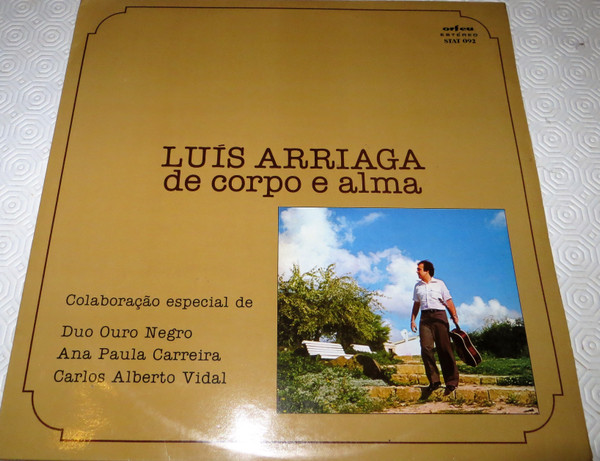 orfeu
ESTÉREO
STAT 092
LUÍS ARRIAGA
de corpo e alma
Colaboração especial de
Duo Ouro Negro
Ana Paula Carreira
Carlos Alberto Vidal